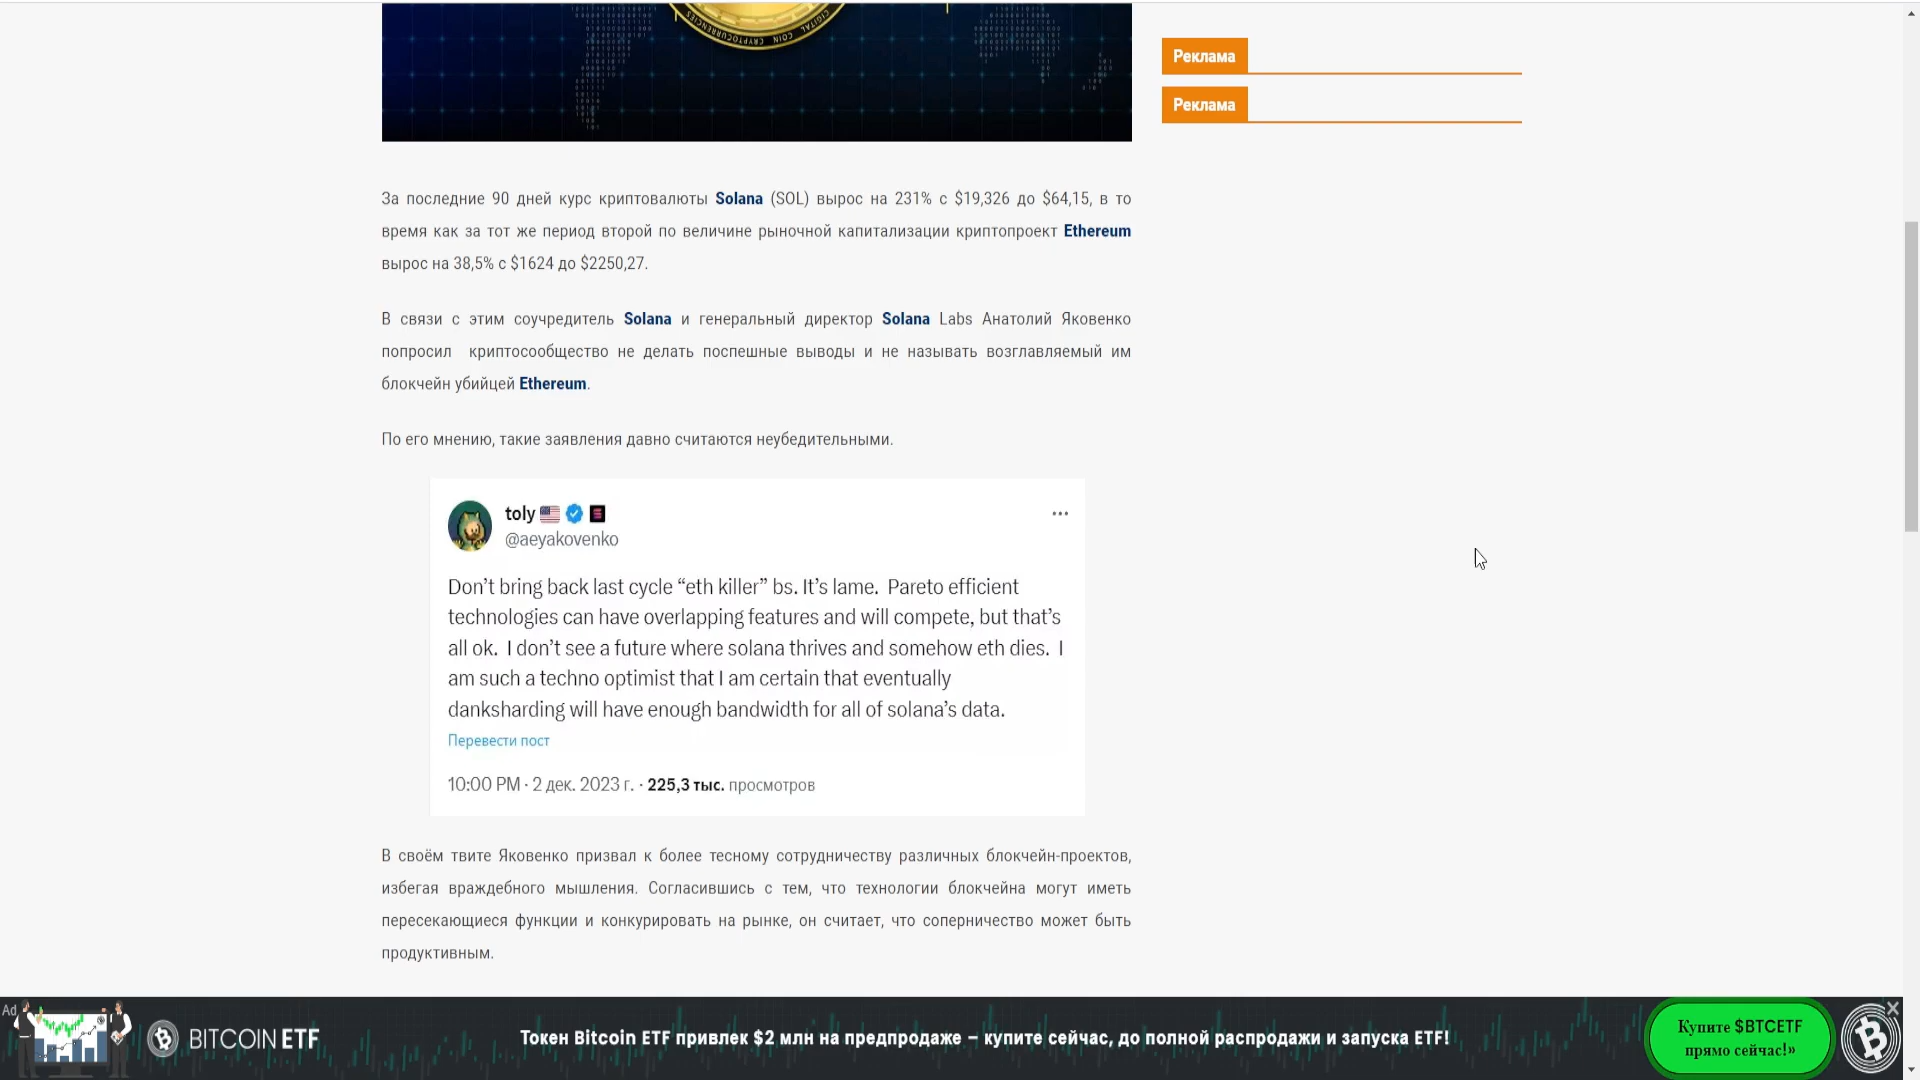 DIGITAL COIN CRYPTOCURRENCIES
Реклама
Реклама
За последние 90 дней курс криптовалюты Solana (SOL) вырос на 231% с $19,326 до $64,15, в то
время как за тот же период второй по величине рыночной капитализации криптопроект Ethereum
вырос на 38,5% с $1624 до $2250,27.
В связи с этим соучредитель Solana и генеральный директор Solana Labs Анатолий Яковенко
попросил криптосообщество не делать поспешные выводы и не называть возглавляемый им
блокчейн убийцей Ethereum.
По его мнению, такие заявления давно считаются неубедительными.
toly
@aeyakovenko
Don’t bring back last cycle “eth killer” bs. It’s lame. Pareto efficient
technologies can have overlapping features and will compete, but that’s
all ok. I don’t see a future where solana thrives and somehow eth dies. I
am such a techno optimist that I am certain that eventually
danksharding will have enough bandwidth for all of solana’s data.
Перевести пост
10:00 PM · 2 дек. 2023 г. · 225,3 тыс. просмотров
В своём твите Яковенко призвал к более тесному сотрудничеству различных блокчейн-проектов,
избегая враждебного мышления. Согласившись с тем, что технологии блокчейна могут иметь
пересекающиеся функции и конкурировать на рынке, он считает, что соперничество может быть
продуктивным.
Ad
BITCOIN ETF
Токен Bitcoin ETF привлек $2 млн на предпродаже – купите сейчас, до полной распродажи и запуска ETF!
Купите $BTCETF
прямо сейчас!»